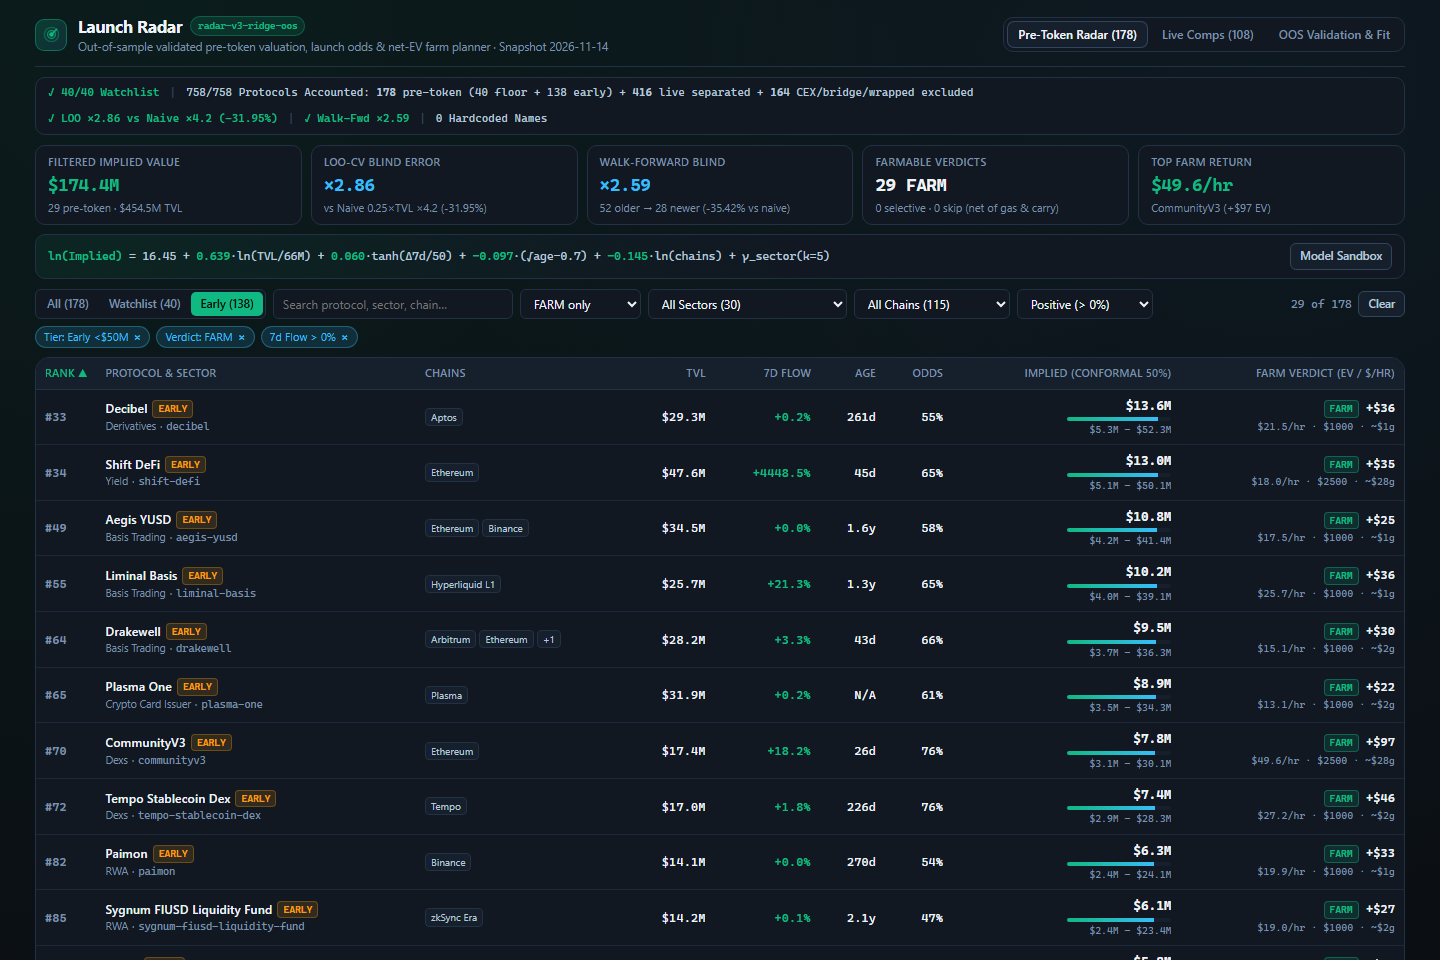 Launch Radar radar-v3-ridge-oos
Out-of-sample validated pre-token valuation, launch odds & net-EV farm planner · Snapshot 2026-11-14
Pre-Token Radar (178) Live Comps (108) OOS Validation & Fit
✓ 40/40 Watchlist | 758/758 Protocols Accounted: 178 pre-token (40 floor + 138 early) + 416 live separated + 164 CEX/bridge/wrapped excluded
✓ LOO ×2.86 vs Naive ×4.2 (−31.95%) | ✓ Walk-Fwd ×2.59 | 0 Hardcoded Names
FILTERED IMPLIED VALUE
$174.4M
29 pre-token · $454.5M TVL
LOO-CV BLIND ERROR
×2.86
vs Naive 0.25×TVL ×4.2 (-31.95%)
WALK-FORWARD BLIND
×2.59
52 older → 28 newer (-35.42% vs naive)
FARMABLE VERDICTS
29 FARM
0 selective · 0 skip (net of gas & carry)
TOP FARM RETURN
$49.6/hr
CommunityV3 (+$97 EV)
ln(Implied) = 16.45 + 0.639·ln(TVL/66M) + 0.060·tanh(Δ7d/50) + −0.097·(√age−0.7) + −0.145·ln(chains) + γ_sector(k=5)
Model Sandbox
All (178) Watchlist (40) Early (138) Search protocol, sector, chain... FARM only All Sectors (30) All Chains (115) Positive (> 0%) 29 of 178 Clear
Tier: Early <$50M × Verdict: FARM × 7d Flow > 0% ×
RANK ▲ PROTOCOL & SECTOR CHAINS TVL 7D FLOW AGE ODDS IMPLIED (CONFORMAL 50%) FARM VERDICT (EV / $/HR)
#33 Decibel EARLY Aptos $29.3M +0.2% 261d 55% $13.6M FARM +$36
Derivatives · decibel $5.3M − $52.3M $21.5/hr · $1000 · ~$1g
#34 Shift DeFi EARLY Ethereum $47.6M +4448.5% 45d 65% $13.0M FARM +$35
Yield · shift-defi $5.1M − $50.1M $18.0/hr · $2500 · ~$28g
#49 Aegis YUSD EARLY Ethereum Binance $34.5M +0.0% 1.6y 58% $10.8M FARM +$25
Basis Trading · aegis-yusd $4.2M − $41.4M $17.5/hr · $1000 · ~$1g
#55 Liminal Basis EARLY Hyperliquid L1 $25.7M +21.3% 1.3y 65% $10.2M FARM +$36
Basis Trading · liminal-basis $4.0M − $39.1M $25.7/hr · $1000 · ~$1g
#64 Drakewell EARLY Arbitrum Ethereum +1 $28.2M +3.3% 43d 66% $9.5M FARM +$30
Basis Trading · drakewell $3.7M − $36.3M $15.1/hr · $1000 · ~$2g
#65 Plasma One EARLY Plasma $31.9M +0.2% N/A 61% $8.9M FARM +$22
Crypto Card Issuer · plasma-one $3.5M − $34.3M $13.1/hr · $1000 · ~$2g
#70 CommunityV3 EARLY Ethereum $17.4M +18.2% 26d 76% $7.8M FARM +$97
Dexs · communityv3 $3.1M − $30.1M $49.6/hr · $2500 · ~$28g
#72 Tempo Stablecoin Dex EARLY Tempo $17.0M +1.8% 226d 76% $7.4M FARM +$46
Dexs · tempo-stablecoin-dex $2.9M − $28.3M $27.2/hr · $1000 · ~$2g
#82 Paimon EARLY Binance $14.1M +0.0% 270d 54% $6.3M FARM +$33
RWA · paimon $2.4M − $24.1M $19.9/hr · $1000 · ~$1g
#85 Sygnum FIUSD Liquidity Fund EARLY zkSync Era $14.2M +0.1% 2.1y 47% $6.1M FARM +$27
RWA · sygnum-fiusd-liquidity-fund $2.4M − $23.4M $19.0/hr · $1000 · ~$2g